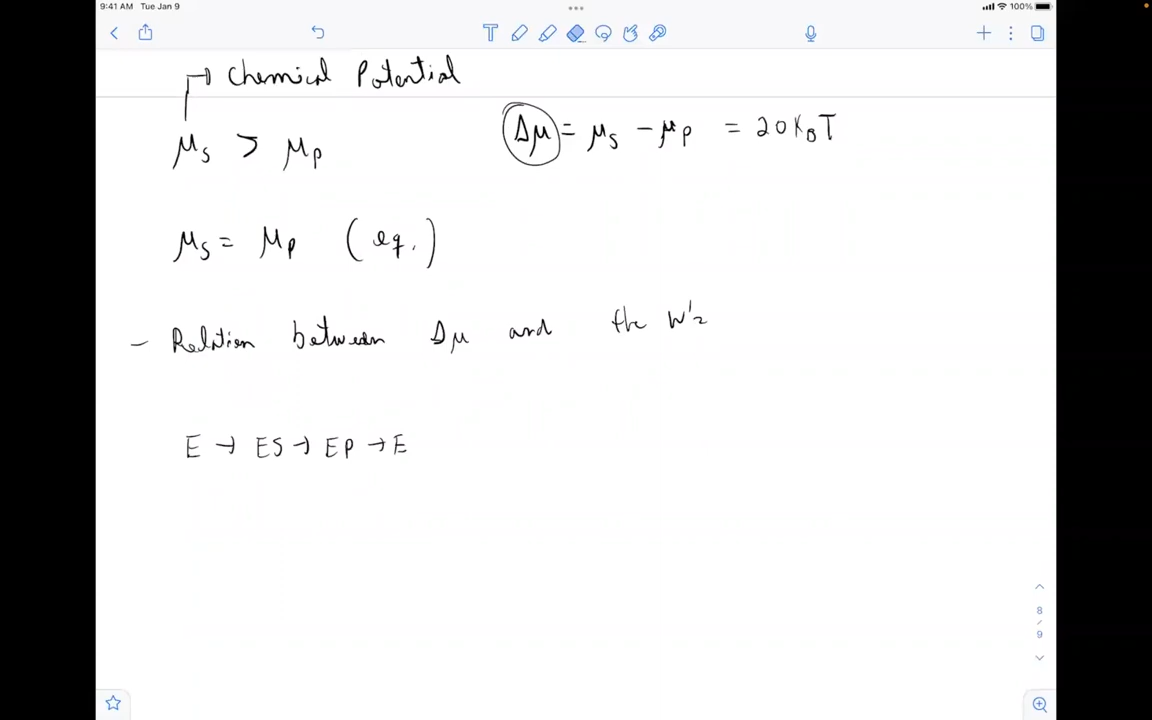 9:41 AM Tue Jan 9
100%
→ Chemical Potential
μs > μp
Δμ = μs - μp = 20 KBT
μs = μp (eq.)
- Relation between Δμ and the W's
E → ES → EP → E
8
/
9